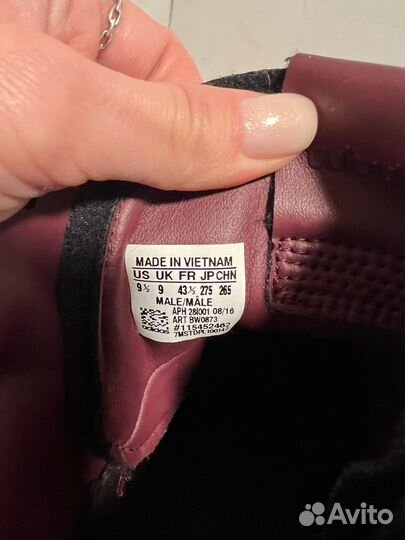 MADE IN VIETNAM
US UK FR JP CHN
9½ 9 43⅓ 275 265
MALE/MÂLE
APH 28I001 08/16
ART BW0873
#115452462
adidas
Avito